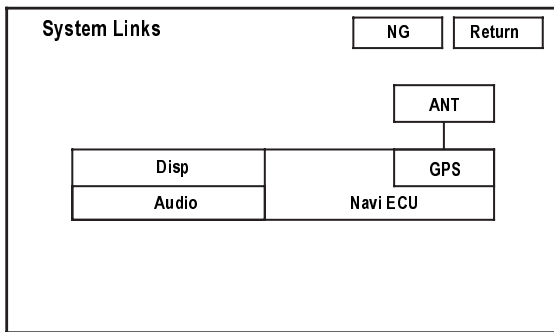 System Links
NG
Return
ANT
Disp
GPS
Audio
Navi ECU